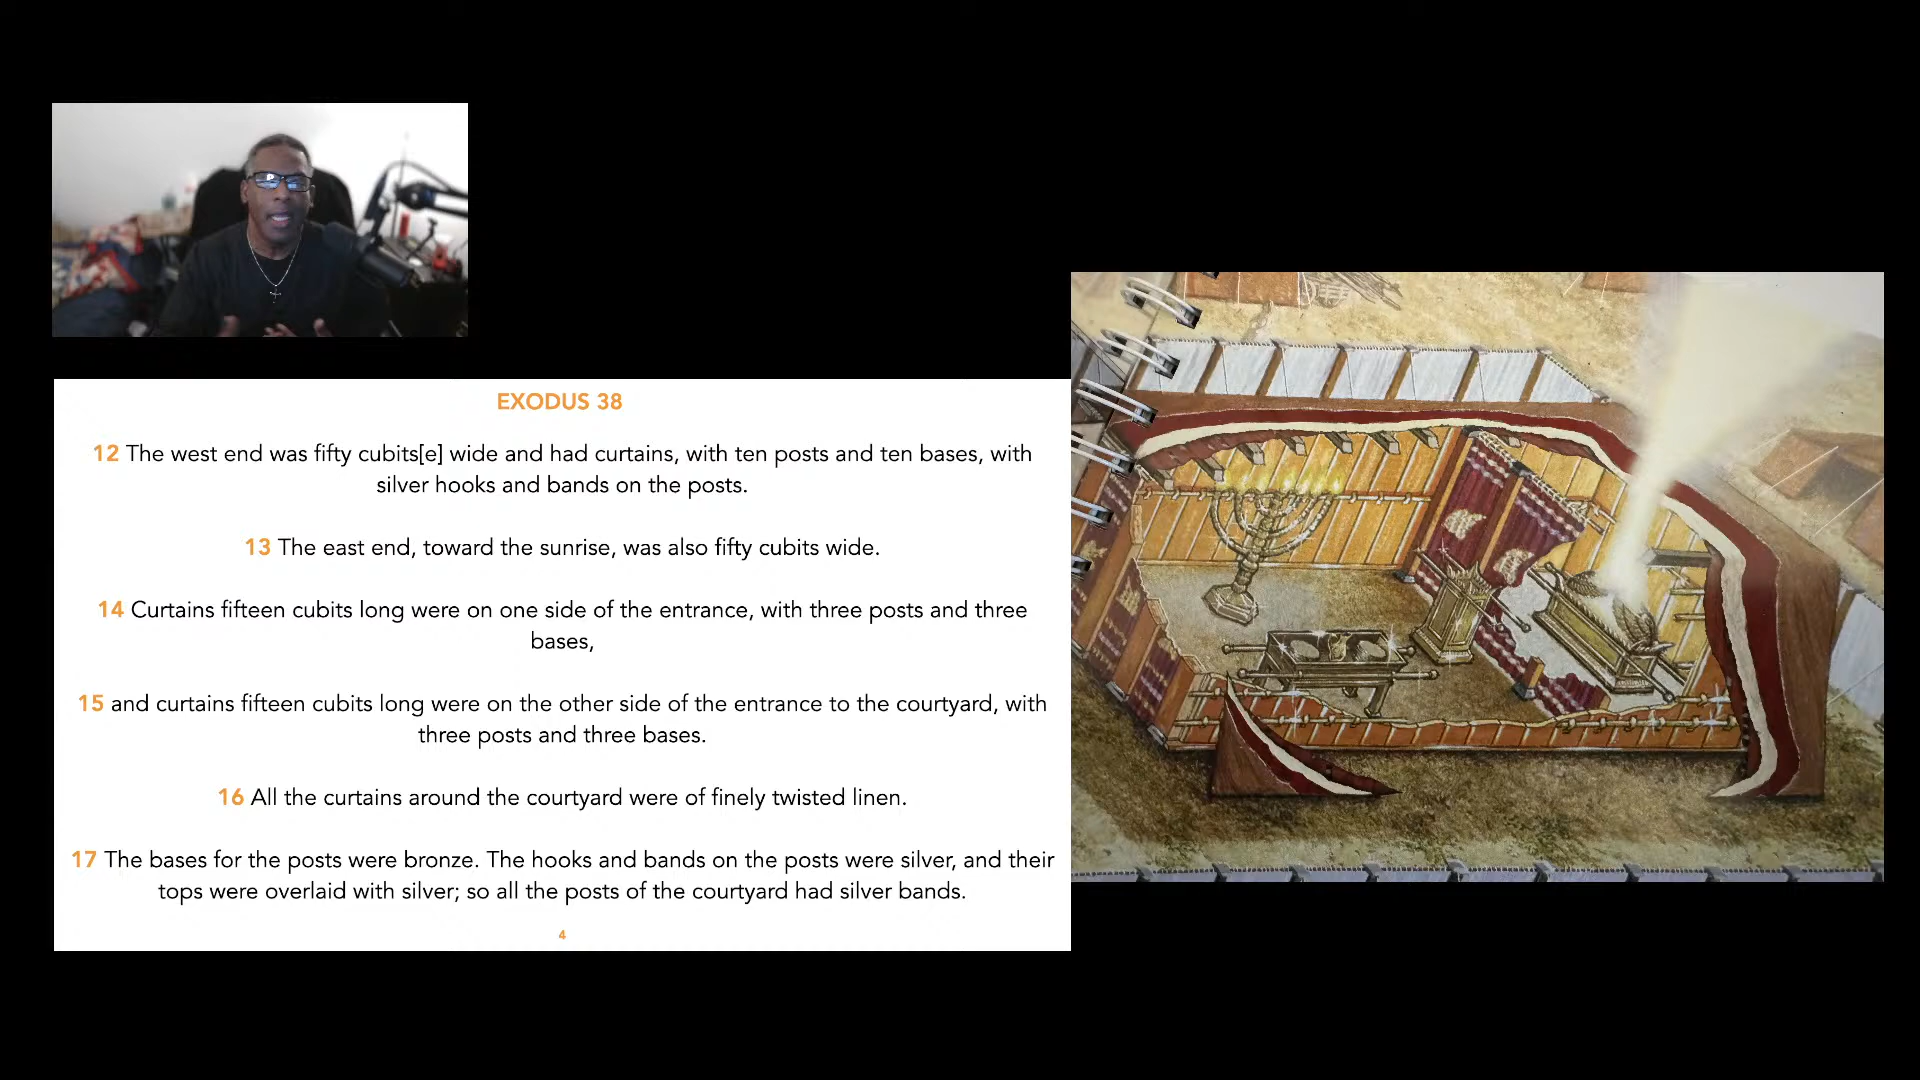 EXODUS 38
12 The west end was fifty cubits[e] wide and had curtains, with ten posts and ten bases, with
silver hooks and bands on the posts.
13 The east end, toward the sunrise, was also fifty cubits wide.
14 Curtains fifteen cubits long were on one side of the entrance, with three posts and three
bases,
15 and curtains fifteen cubits long were on the other side of the entrance to the courtyard, with
three posts and three bases.
16 All the curtains around the courtyard were of finely twisted linen.
17 The bases for the posts were bronze. The hooks and bands on the posts were silver, and their
tops were overlaid with silver; so all the posts of the courtyard had silver bands.
4